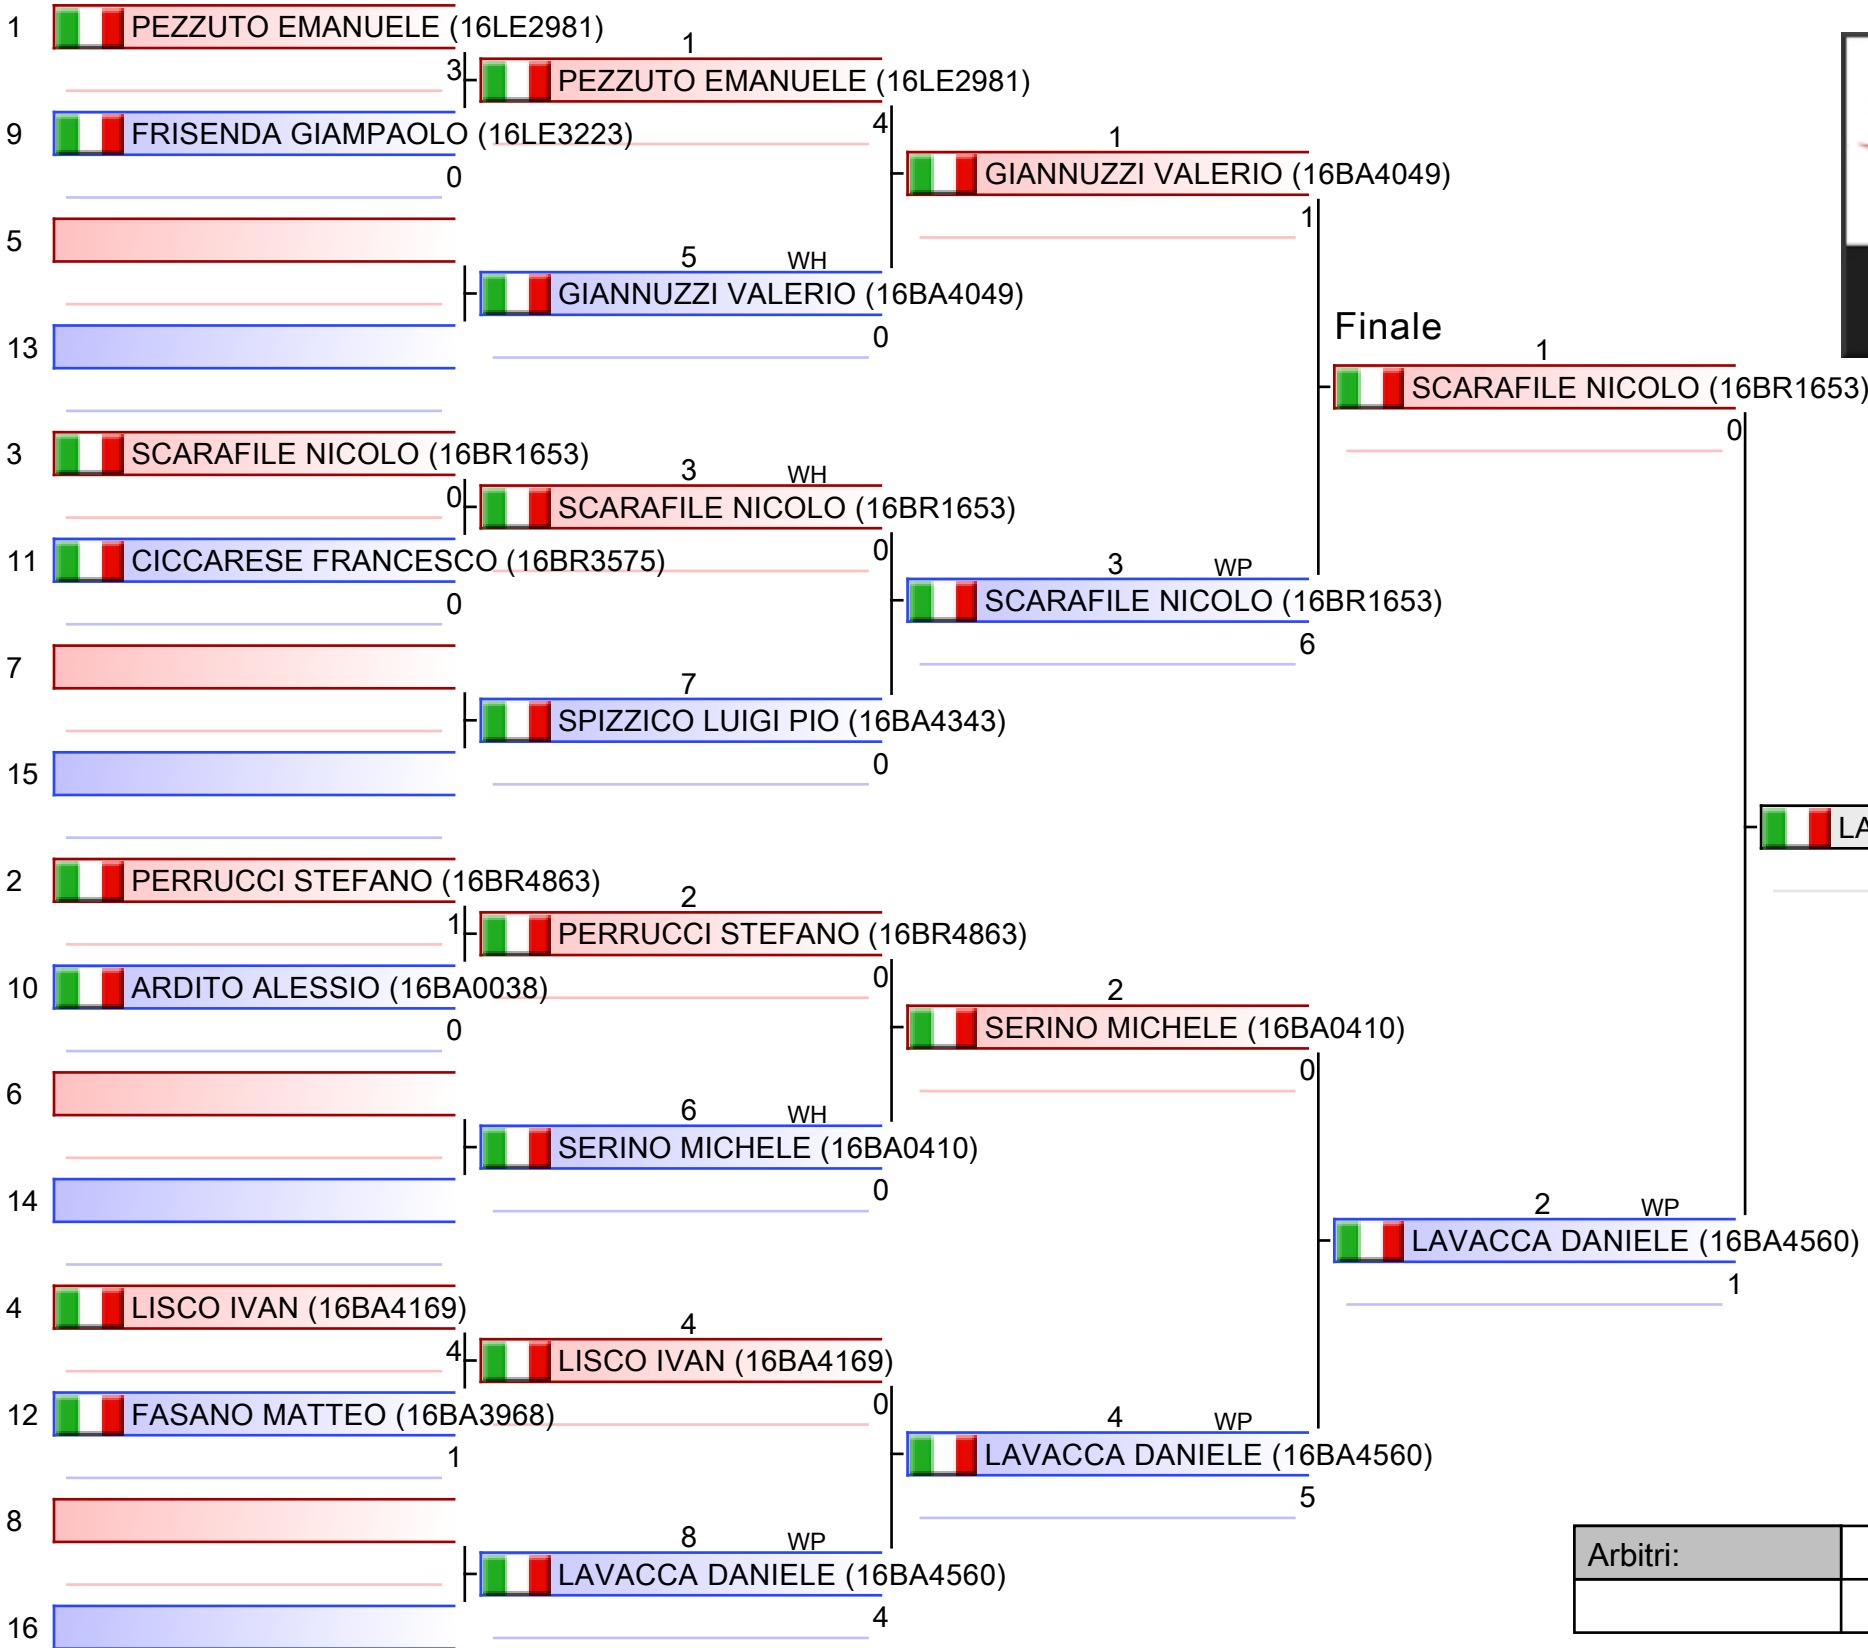 1 PEZZUTO EMANUELE (16LE2981)
3
9 FRISENDA GIAMPAOLO (16LE3223)
0
5
13
3 SCARAFILE NICOLO (16BR1653)
0
11 CICCARESE FRANCESCO (16BR3575)
0
7
15
2 PERRUCCI STEFANO (16BR4863)
1
10 ARDITO ALESSIO (16BA0038)
0
6
14
4 LISCO IVAN (16BA4169)
4
12 FASANO MATTEO (16BA3968)
1
8
16
1
PEZZUTO EMANUELE (16LE2981)
4
5 WH
GIANNUZZI VALERIO (16BA4049)
0
3 WH
SCARAFILE NICOLO (16BR1653)
0
7
SPIZZICO LUIGI PIO (16BA4343)
0
2
PERRUCCI STEFANO (16BR4863)
0
6 WH
SERINO MICHELE (16BA0410)
0
4
LISCO IVAN (16BA4169)
0
8 WP
LAVACCA DANIELE (16BA4560)
4
1
GIANNUZZI VALERIO (16BA4049)
1
3 WP
SCARAFILE NICOLO (16BR1653)
6
2
SERINO MICHELE (16BA0410)
0
4 WP
LAVACCA DANIELE (16BA4560)
5
Finale
1
SCARAFILE NICOLO (16BR1653)
0
2 WP
LAVACCA DANIELE (16BA4560)
1
Arbitri: